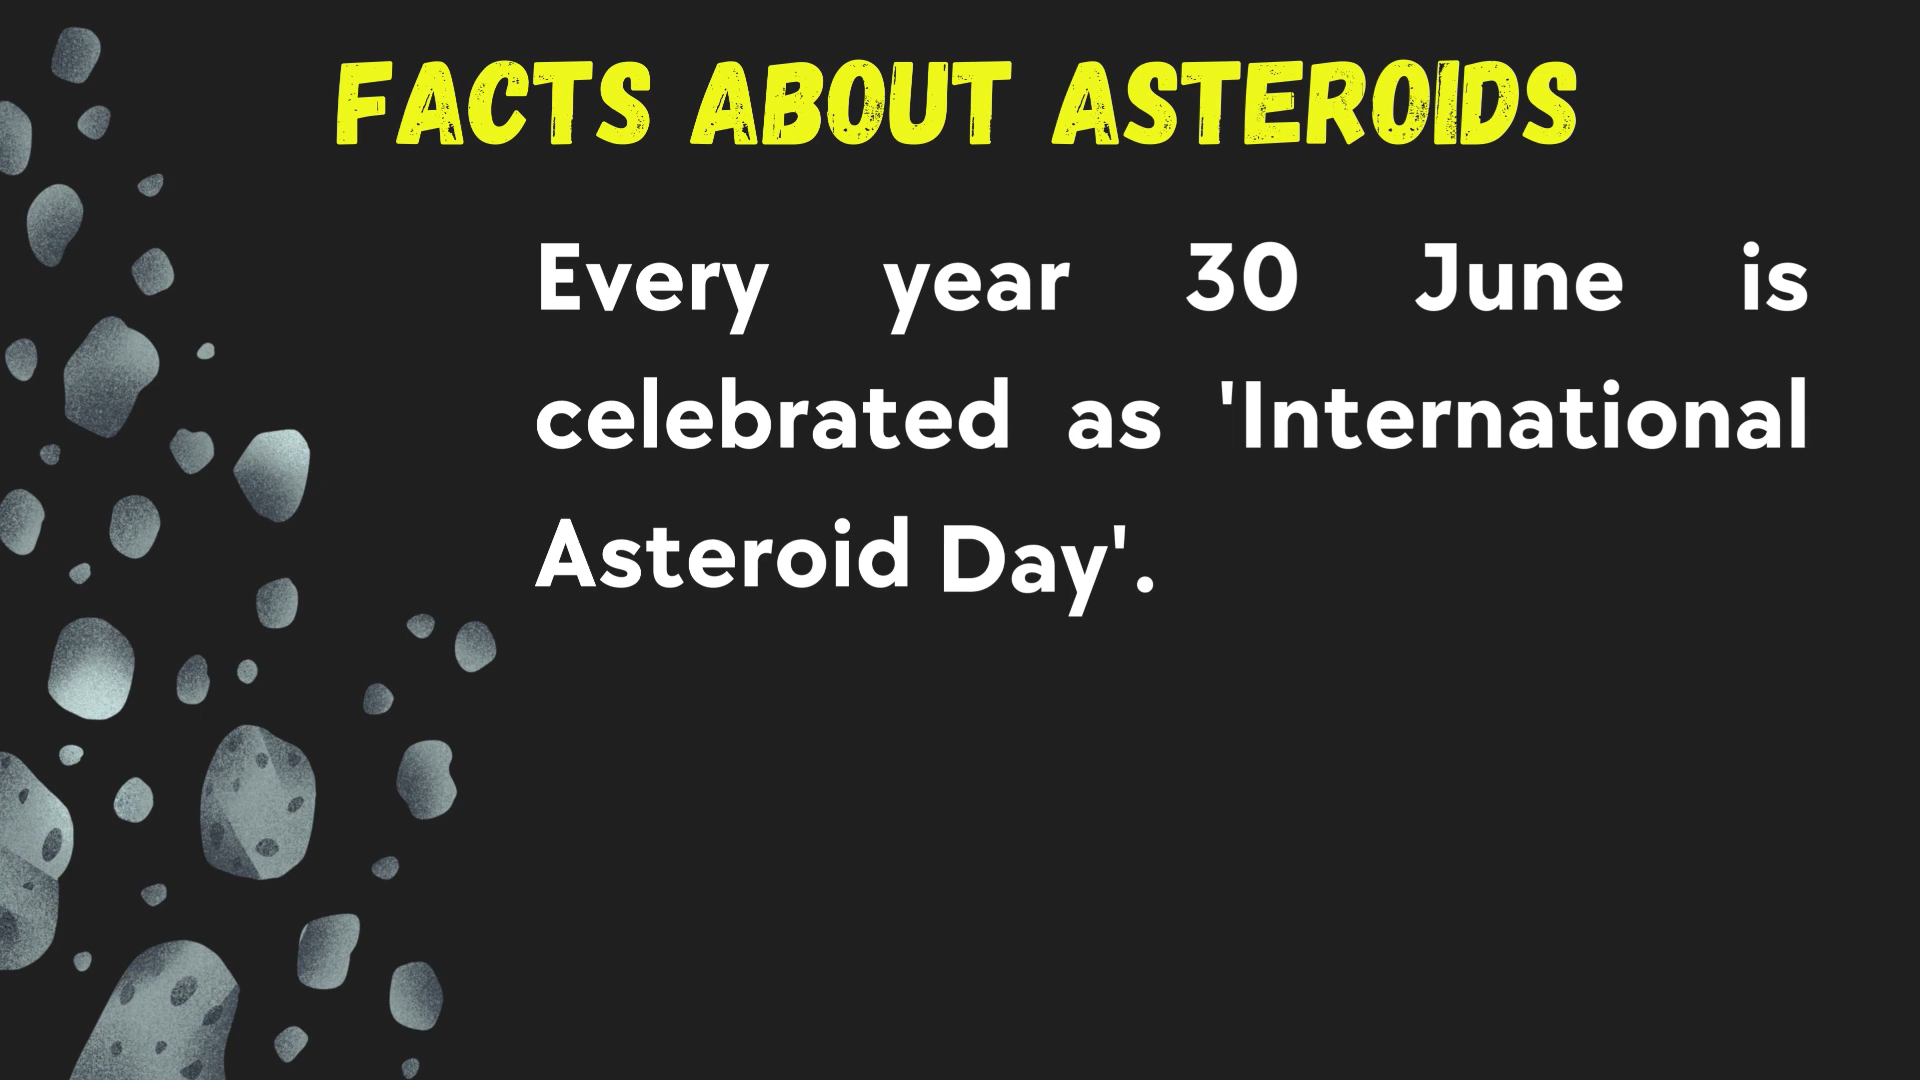 FACTS ABOUT ASTEROIDS
Every year 30 June is
celebrated as 'International
Asteroid Day'.